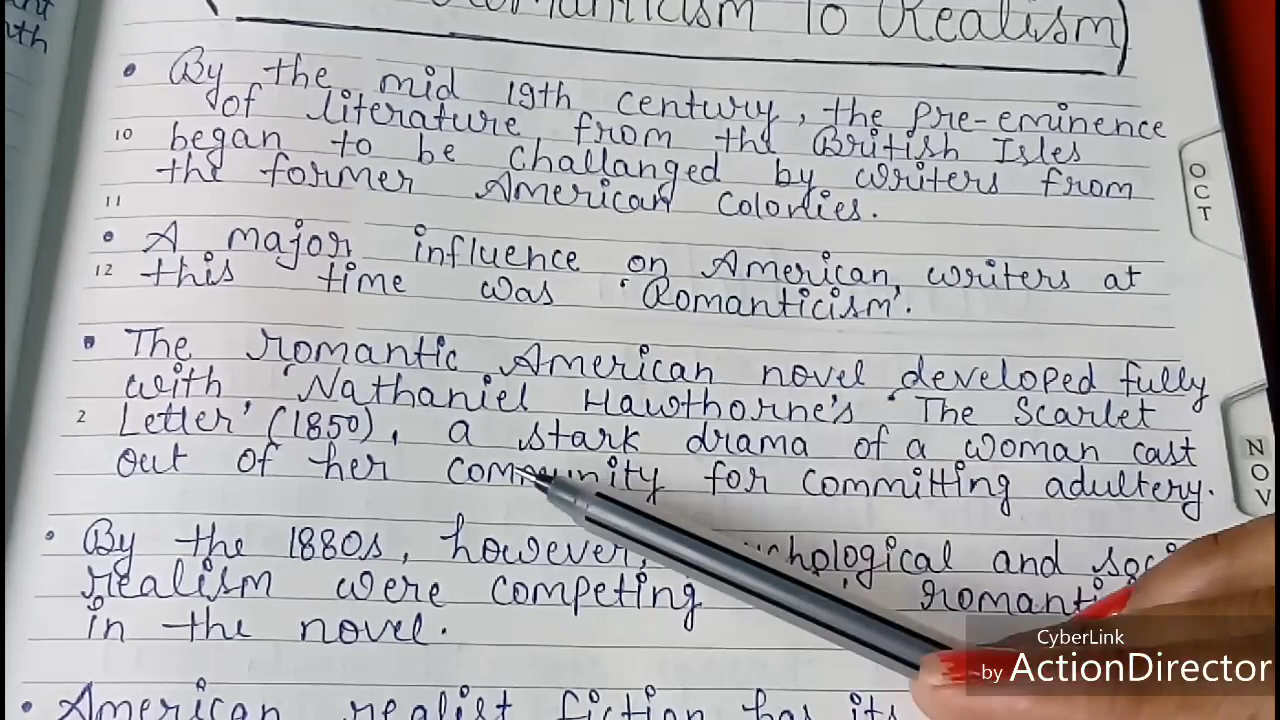 To Realism)
• By the mid 19th century, the pre-eminence
of literature from the British Isles
10 began to be challanged by writers from
the former American colonies.
11
• A major influence on American writers at
12 this time was 'Romanticism'.
• The romantic American novel developed fully
with 'Nathaniel Hawthorne's 'The Scarlet
2 Letter' (1850), a stark drama of a woman cast
out of her community for committing adultery.
• By the 1880s, however, and
realism were competing
in the novel.
• American realist fiction has its
OCT
NOV
CyberLink
by ActionDirector